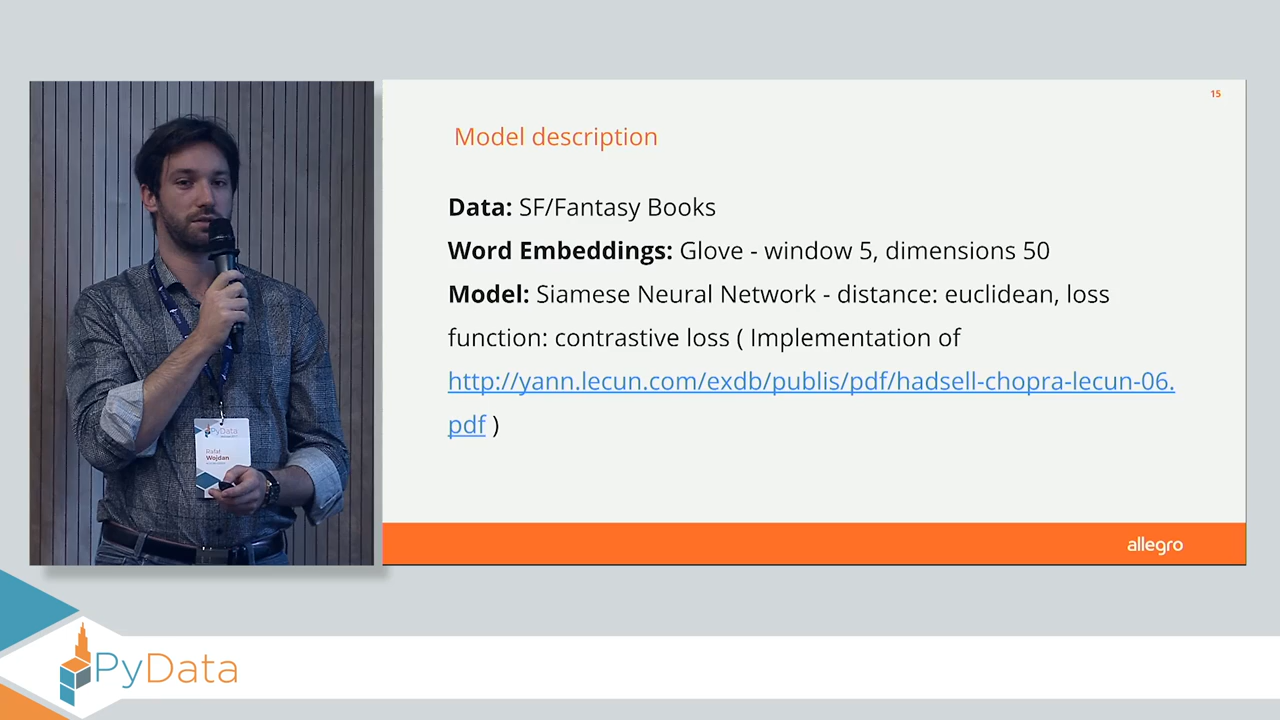 15
Model description
Data: SF/Fantasy Books
Word Embeddings: Glove - window 5, dimensions 50
Model: Siamese Neural Network - distance: euclidean, loss
function: contrastive loss ( Implementation of
http://yann.lecun.com/exdb/publis/pdf/hadsell-chopra-lecun-06.
pdf )
allegro
PyData
Rafał
Wojdan
PyData